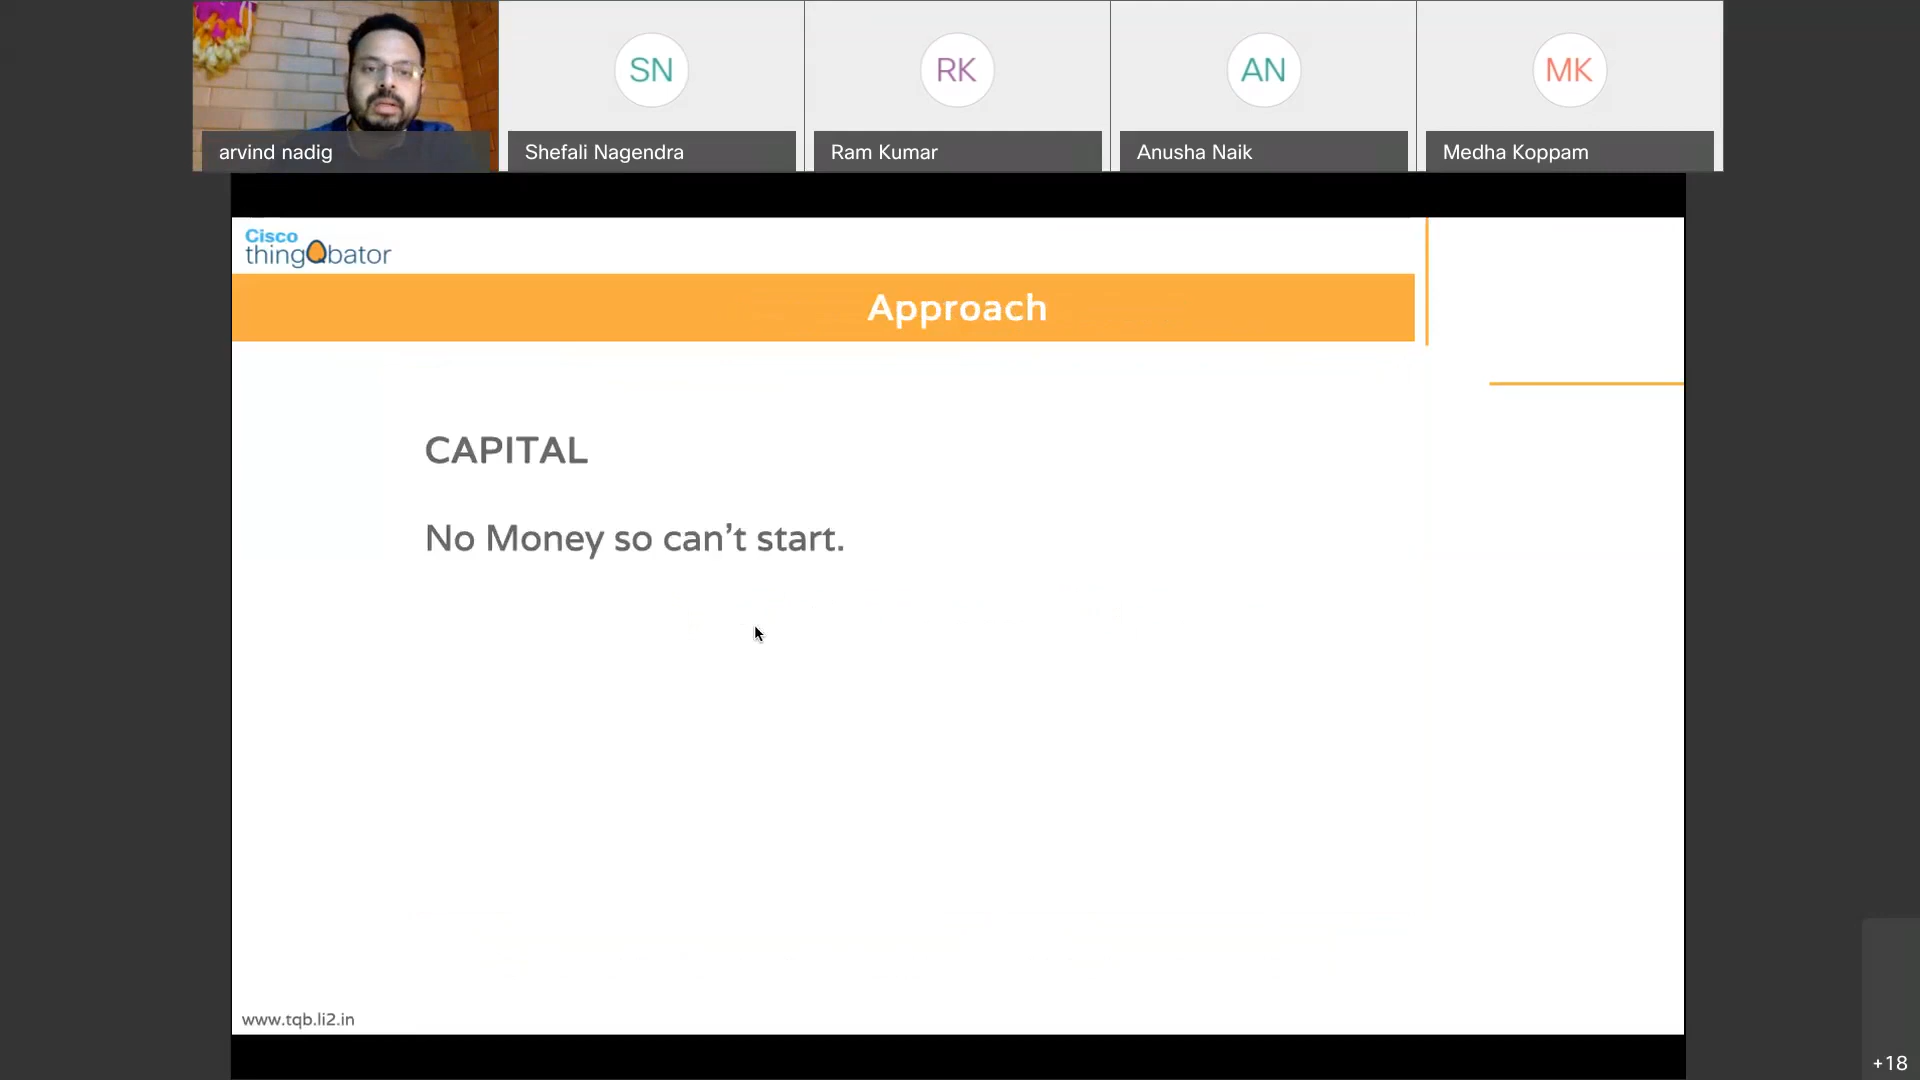 SN
RK
AN
MK
arvind nadig
Shefali Nagendra
Ram Kumar
Anusha Naik
Medha Koppam
Cisco
thingQbator
Approach
CAPITAL
No Money so can’t start.
www.tqb.li2.in
+18